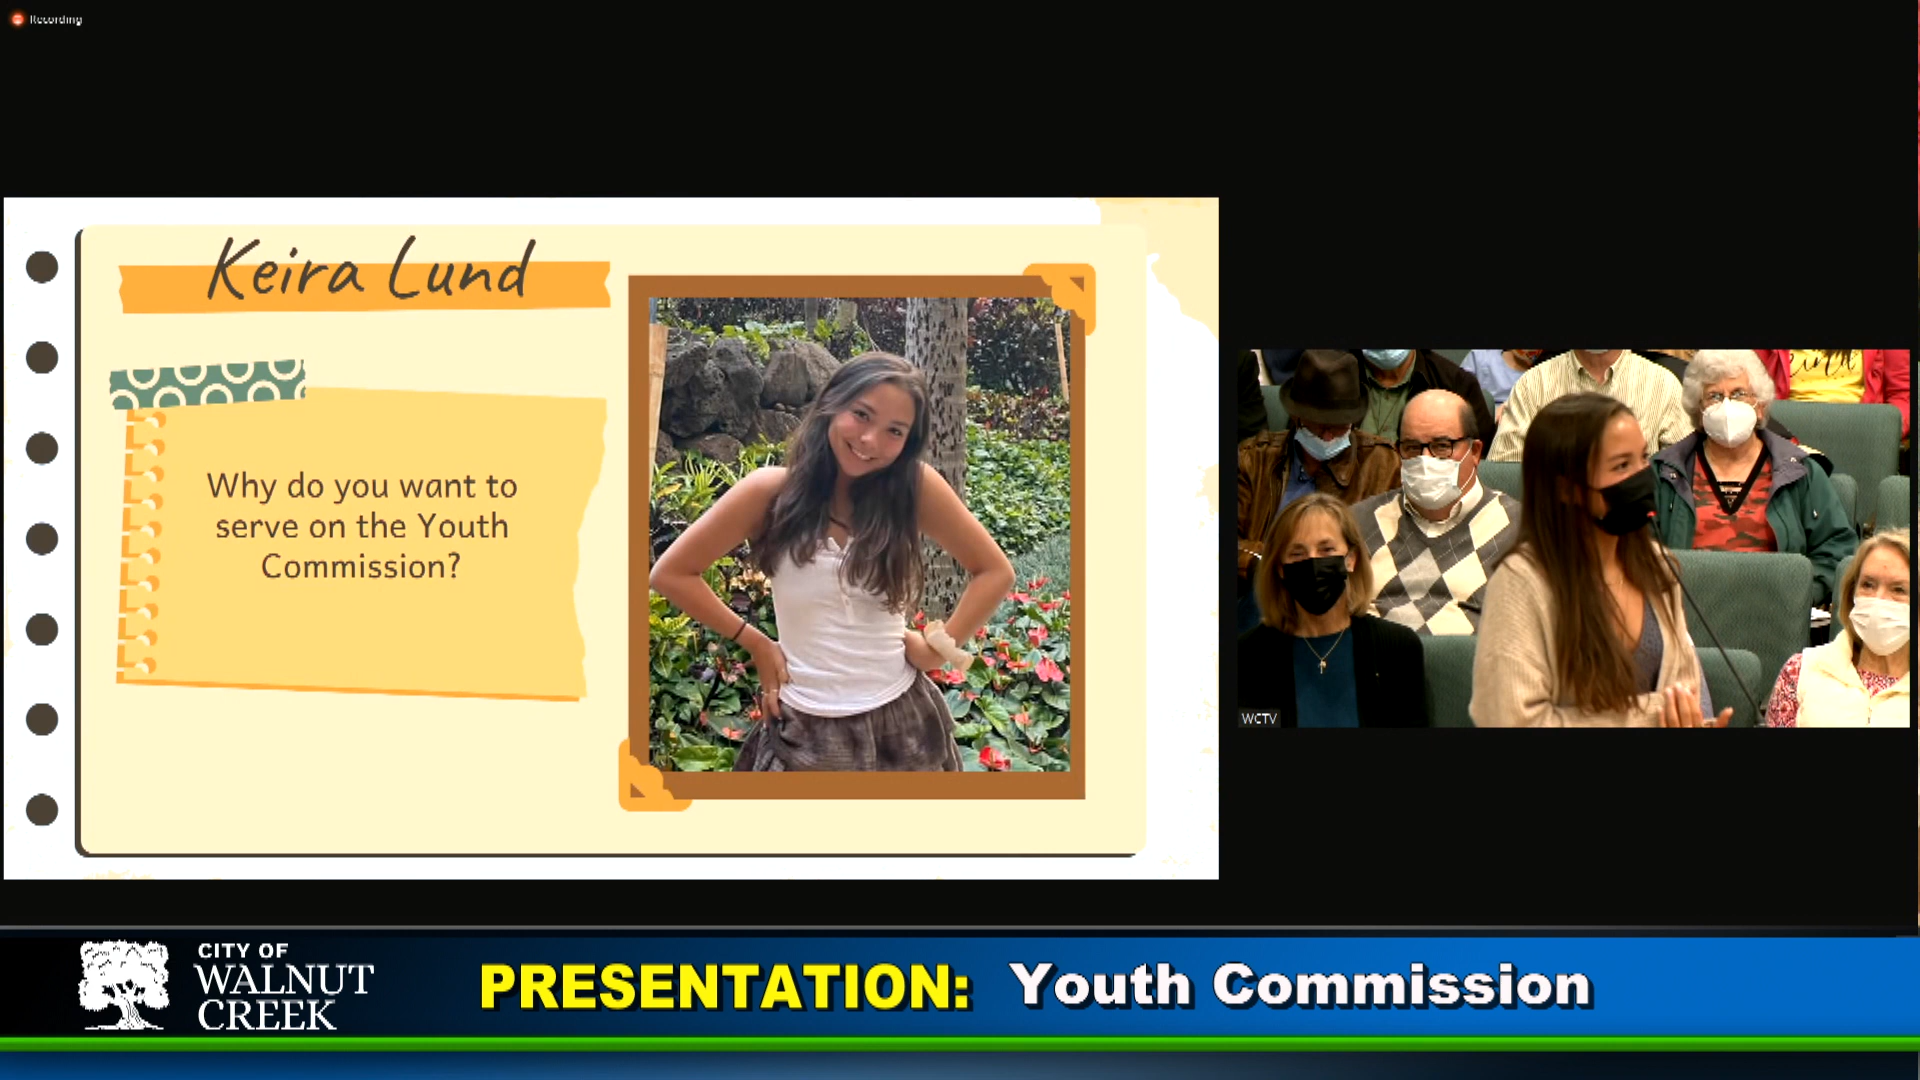 Recording
Keira Lund
Why do you want to
serve on the Youth
Commission?
kind
WCTV
CITY OF
WALNUT
CREEK
PRESENTATION: Youth Commission